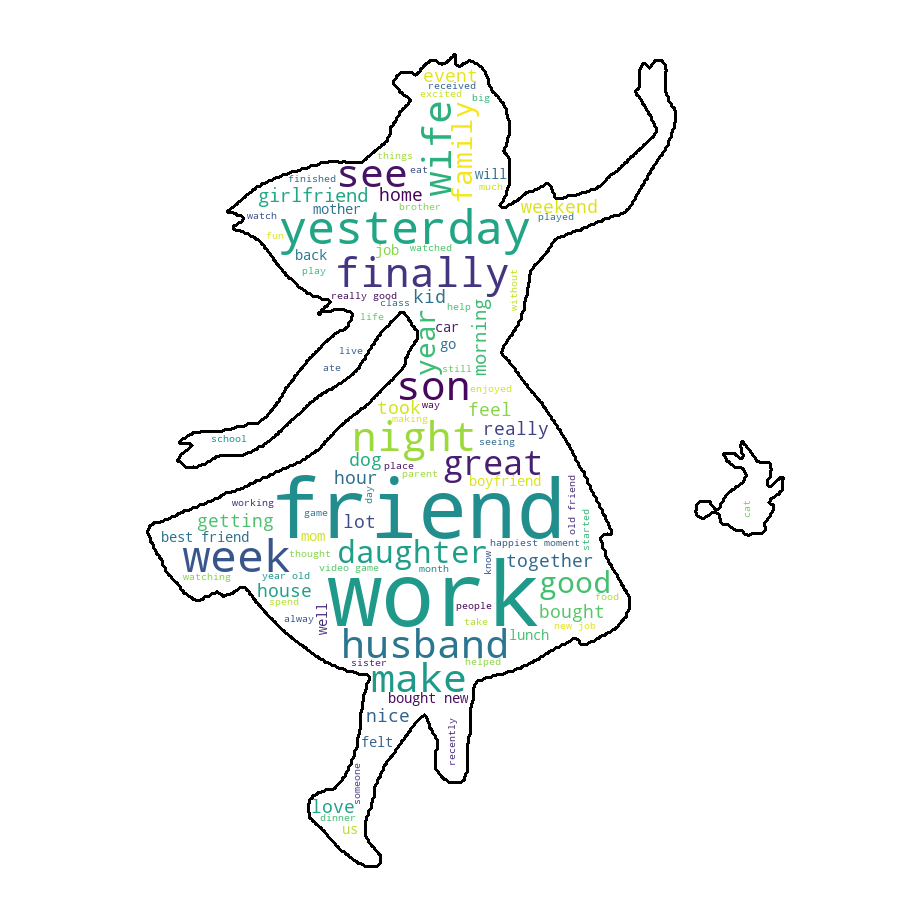 event
received
excited
big
wife
family
things
see
eat
will
finished
much
girlfriend
home
mother
brother
weekend
watch
played
yesterday
fun
job
watched
back
play
finally
without
really good
kid
class
help
life
year
morning
car
go
live
ate
still
son
enjoyed
took
way
making
feel
night
really
school
seeing
dog
place
great
hour
parent
boyfriend
day
old friend
working
friend
game
getting
lot
started
best friend
mom
happiest moment
week
thought
daughter
know
together
video game
month
watching
year old
house
good
work
food
spend
people
bought
alway
well
take
new job
husband
lunch
sister
helped
make
bought new
nice
recently
felt
someone
love
dinner
us
cat